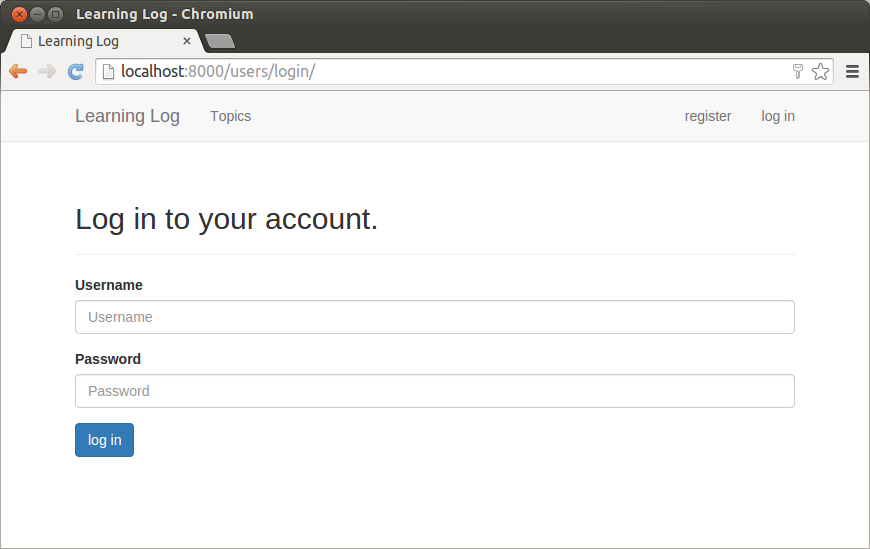 Learning Log - Chromium
Learning Log
localhost:8000/users/login/
Learning Log Topics register log in
Log in to your account.
Username
Username
Password
Password
log in